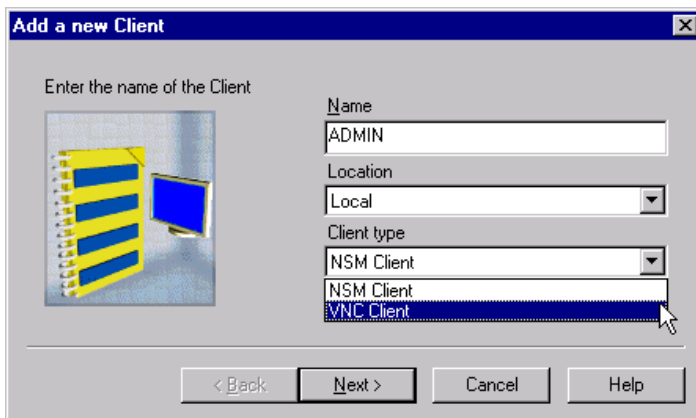 Add a new Client
Enter the name of the Client
Name
ADMIN
Location
Local
Client type
NSM Client
NSM Client
VNC Client
< Back
Next >
Cancel
Help